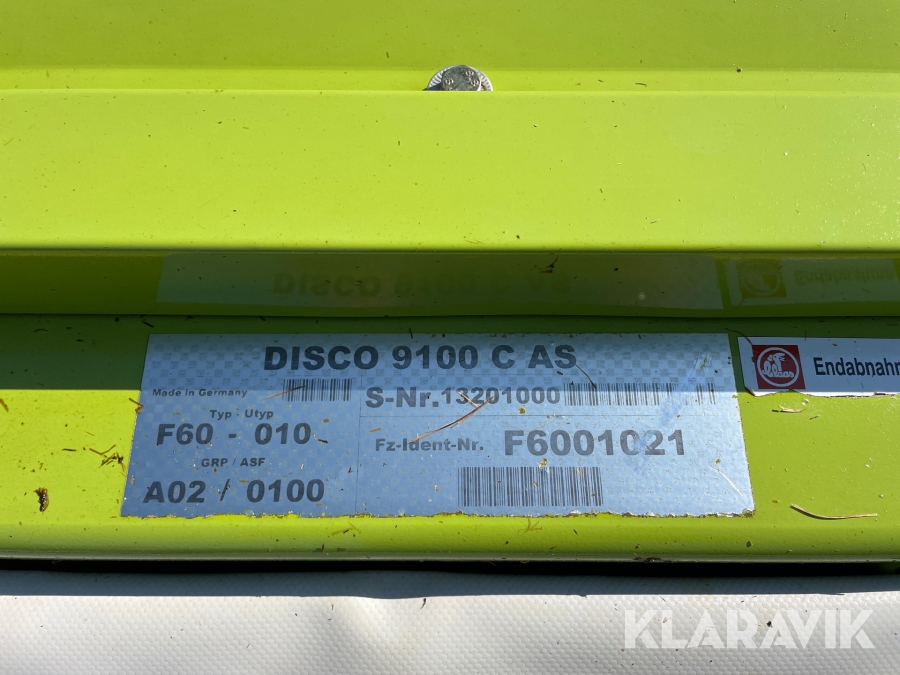 DISCO 9100 C AS
Made in Germany
S-Nr. 13201000
Typ - Utyp
F60 - 010
Fz-Ident-Nr. F6001021
GRP / ASF
A02 / 0100
Claas
Endabnahm
KLARAVIK